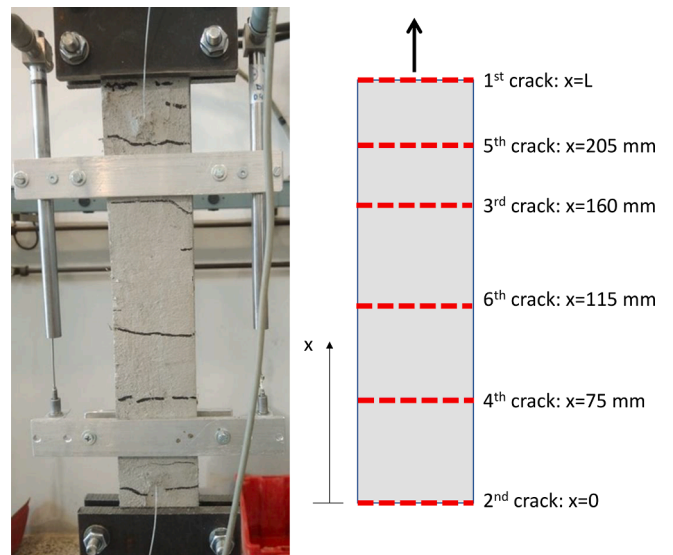 1st crack: x=L
5th crack: x=205 mm
3rd crack: x=160 mm
6th crack: x=115 mm
x
4th crack: x=75 mm
2nd crack: x=0